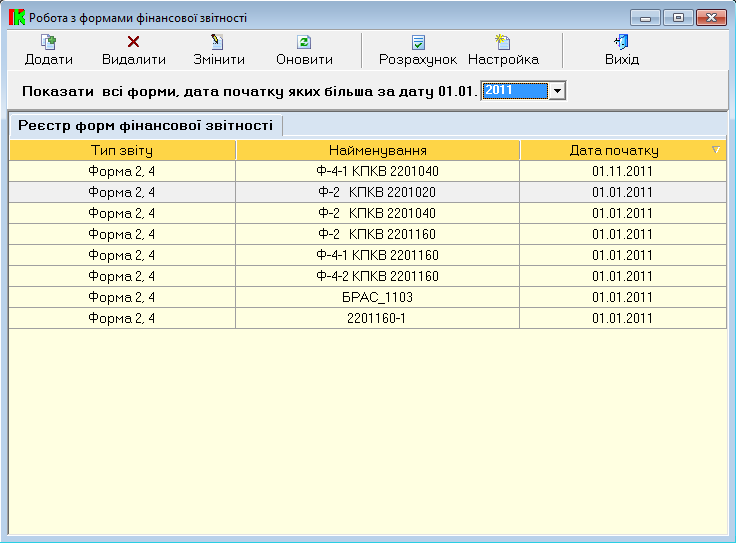 Робота з формами фінансової звітності
Додати Видалити Змінити Оновити Розрахунок Настройка Вихід
Показати всі форми, дата початку яких більша за дату 01.01. 2011
Реєстр форм фінансової звітності
Тип звіту Найменування Дата початку
Форма 2, 4 Ф-4-1 КПКВ 2201040 01.11.2011
Форма 2, 4 Ф-2 КПКВ 2201020 01.01.2011
Форма 2, 4 Ф-2 КПКВ 2201040 01.01.2011
Форма 2, 4 Ф-2 КПКВ 2201160 01.01.2011
Форма 2, 4 Ф-4-1 КПКВ 2201160 01.01.2011
Форма 2, 4 Ф-4-2 КПКВ 2201160 01.01.2011
Форма 2, 4 БРАС_1103 01.01.2011
Форма 2, 4 2201160-1 01.01.2011